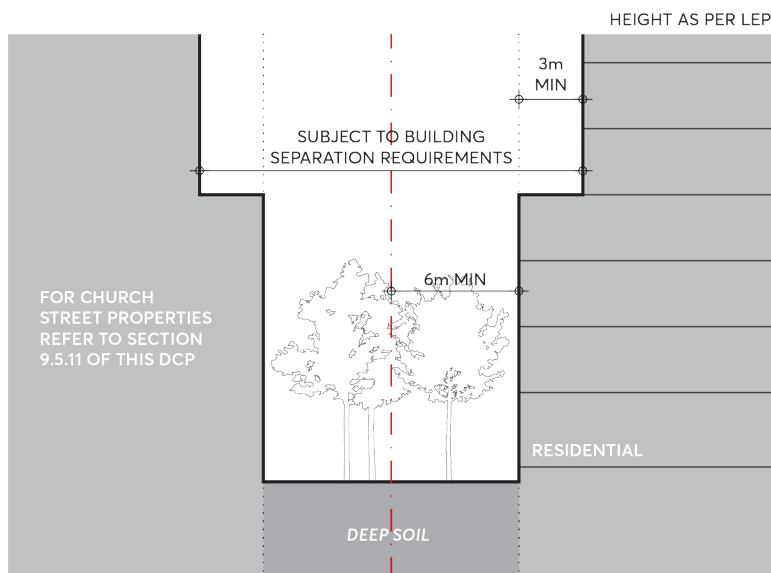 HEIGHT AS PER LEP
3m
MIN
SUBJECT TO BUILDING
SEPARATION REQUIREMENTS
6m MIN
FOR CHURCH
STREET PROPERTIES
REFER TO SECTION
9.5.11 OF THIS DCP
RESIDENTIAL
DEEP SOIL